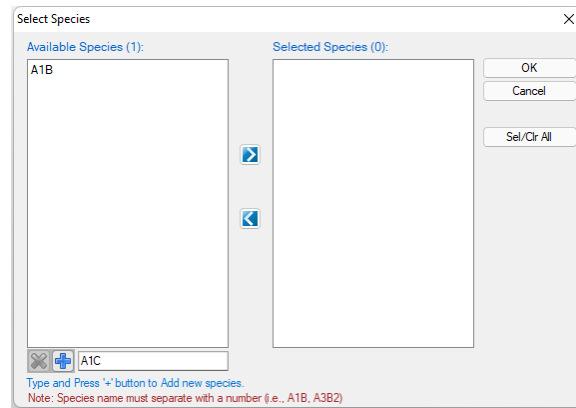 Select Species
Available Species (1):
Selected Species (0):
A1B
OK
Cancel
Sel/Clr All
A1C
Type and Press '+' button to Add new species.
Note: Species name must separate with a number (i.e., A1B, A3B2)